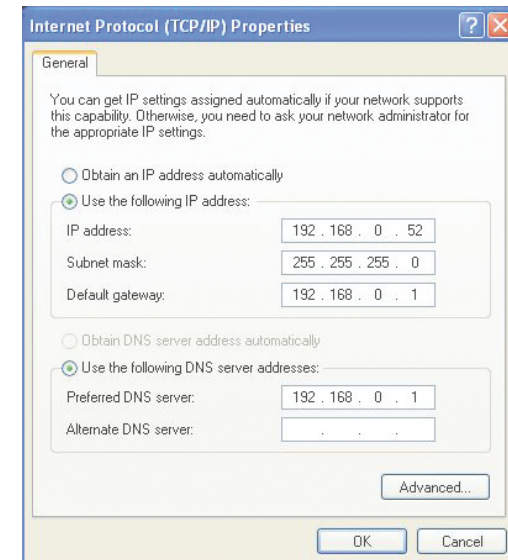 Internet Protocol (TCP/IP) Properties
General
You can get IP settings assigned automatically if your network supports
this capability. Otherwise, you need to ask your network administrator for
the appropriate IP settings.
Obtain an IP address automatically
Use the following IP address:
IP address: 192 . 168 . 0 . 52
Subnet mask: 255 . 255 . 255 . 0
Default gateway: 192 . 168 . 0 . 1
Obtain DNS server address automatically
Use the following DNS server addresses:
Preferred DNS server: 192 . 168 . 0 . 1
Alternate DNS server: . . .
Advanced...
OK Cancel